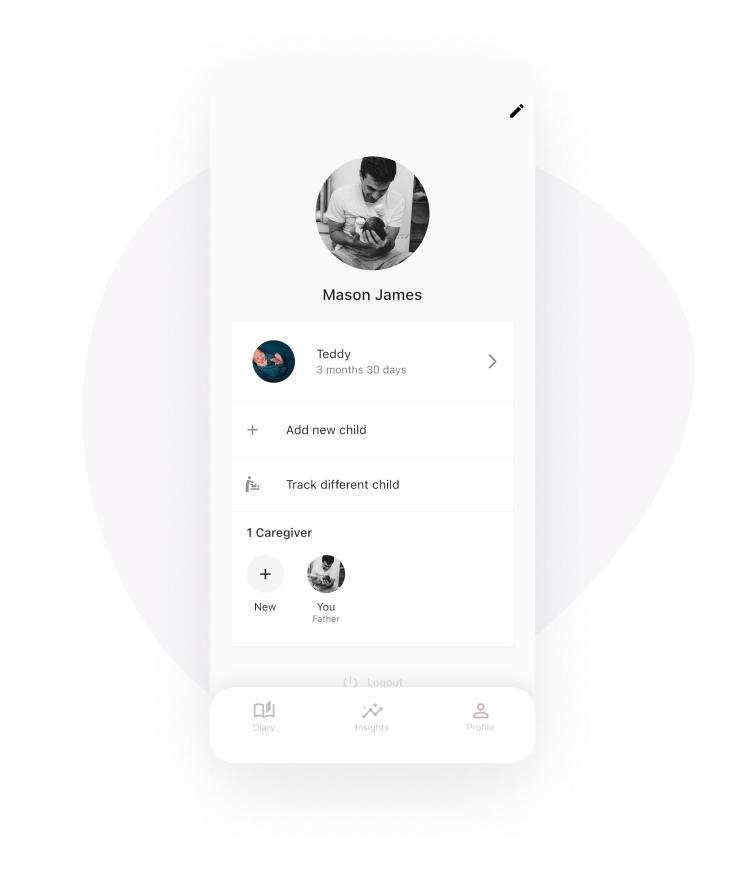 Mason James
Teddy
3 months 30 days
Add new child
Track different child
1 Caregiver
New
You
Father
Logout
Diary
Insights
Profile